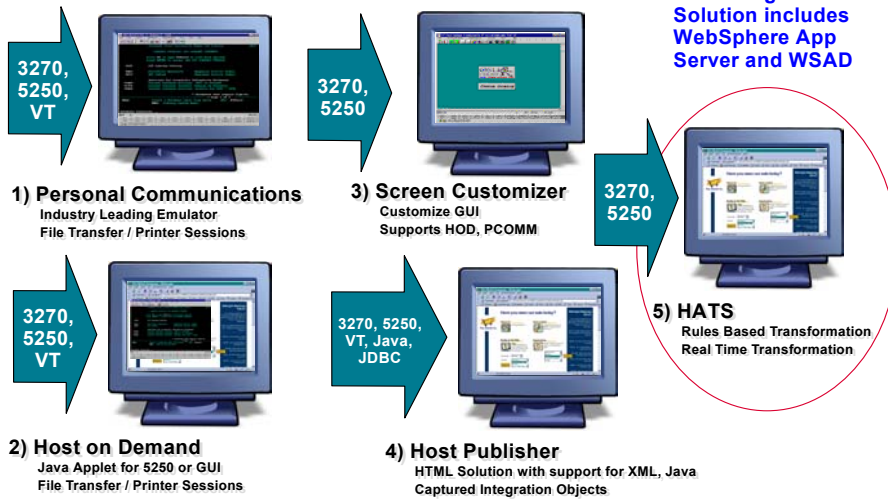 Solution includes
WebSphere App
Server and WSAD
3270,
5250,
VT
1) Personal Communications
Industry Leading Emulator
File Transfer / Printer Sessions
3270,
5250
3) Screen Customizer
Customize GUI
Supports HOD, PCOMM
3270,
5250
5) HATS
Rules Based Transformation
Real Time Transformation
3270,
5250,
VT
2) Host on Demand
Java Applet for 5250 or GUI
File Transfer / Printer Sessions
3270, 5250,
VT, Java,
JDBC
4) Host Publisher
HTML Solution with support for XML, Java
Captured Integration Objects